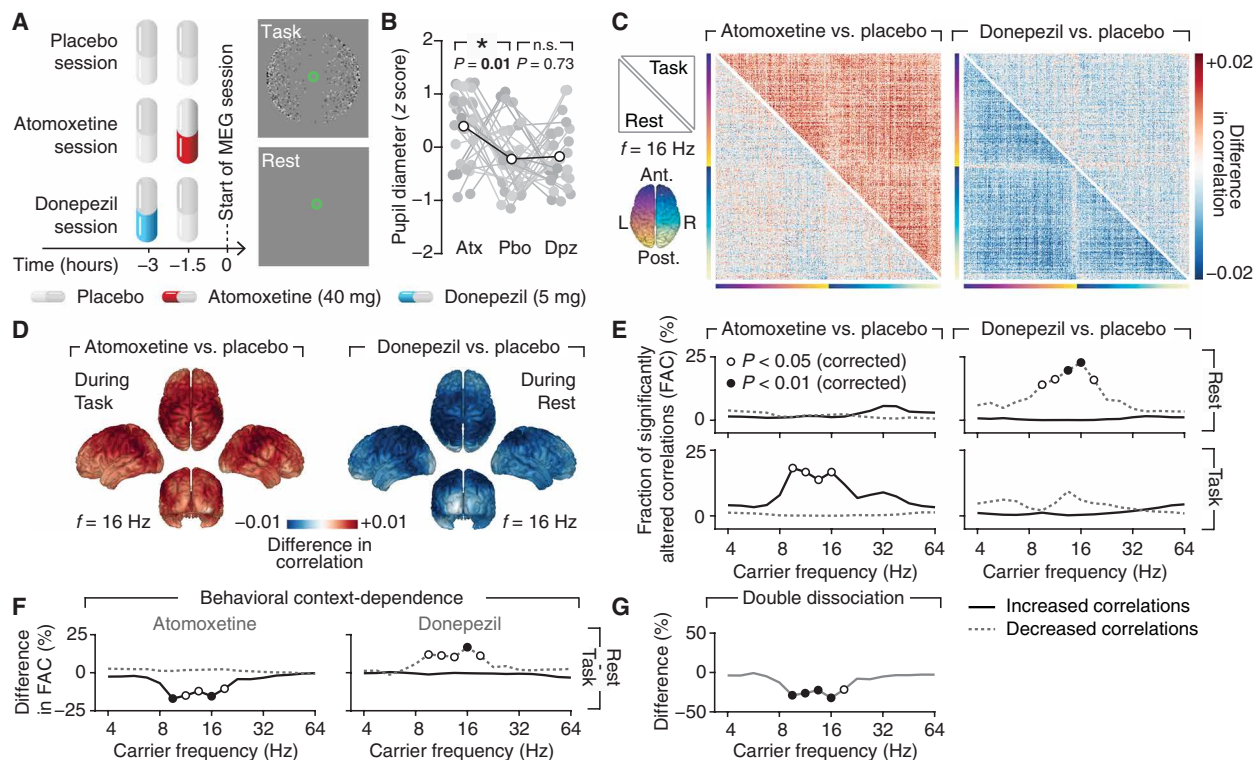 A
Placebo
session
Atomoxetine
session
Donepezil
session
Start of MEG session
Time (hours)
−3
−1.5
0
Task
Rest
Placebo
Atomoxetine (40 mg)
Donepezil (5 mg)
B
Pupil diameter (z score)
2
1
0
−1
−2
*
n.s.
P = 0.01
P = 0.73
Atx
Pbo
Dpz
C
Task
Rest
f = 16 Hz
Ant.
L
R
Post.
Atomoxetine vs. placebo
Donepezil vs. placebo
+0.02
−0.02
Difference
in correlation
D
Atomoxetine vs. placebo
Donepezil vs. placebo
During
Task
During
Rest
f = 16 Hz
−0.01
+0.01
f = 16 Hz
Difference in
correlation
E
Atomoxetine vs. placebo
Donepezil vs. placebo
Fraction of significantly
altered correlations (FAC) (%)
25
0
P < 0.05 (corrected)
P < 0.01 (corrected)
Rest
25
0
Task
4
8
16
32
64
4
8
16
32
64
Carrier frequency (Hz)
Carrier frequency (Hz)
Increased correlations
Decreased correlations
F
Behavioral context-dependence
Atomoxetine
Donepezil
Difference
in FAC (%)
25
0
−25
Rest -
Task
4
8
16
32
64
4
8
16
32
64
Carrier frequency (Hz)
Carrier frequency (Hz)
G
Double dissociation
Difference (%)
50
0
−50
4
8
16
32
64
Carrier frequency (Hz)